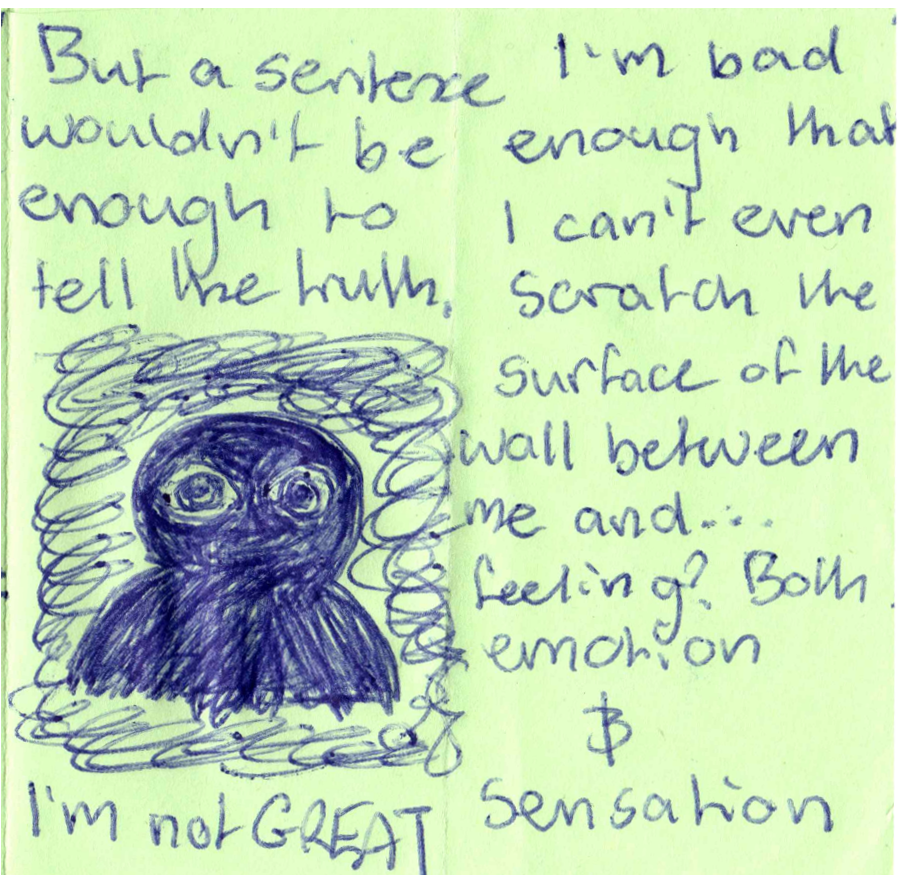 But a sentence
wouldn't be
enough to
tell the truth.
I'm not GREAT
I'm bad
enough that
I can't even
scratch the
surface of the
wall between
me and...
feeling? Both
emotion
&
sensation